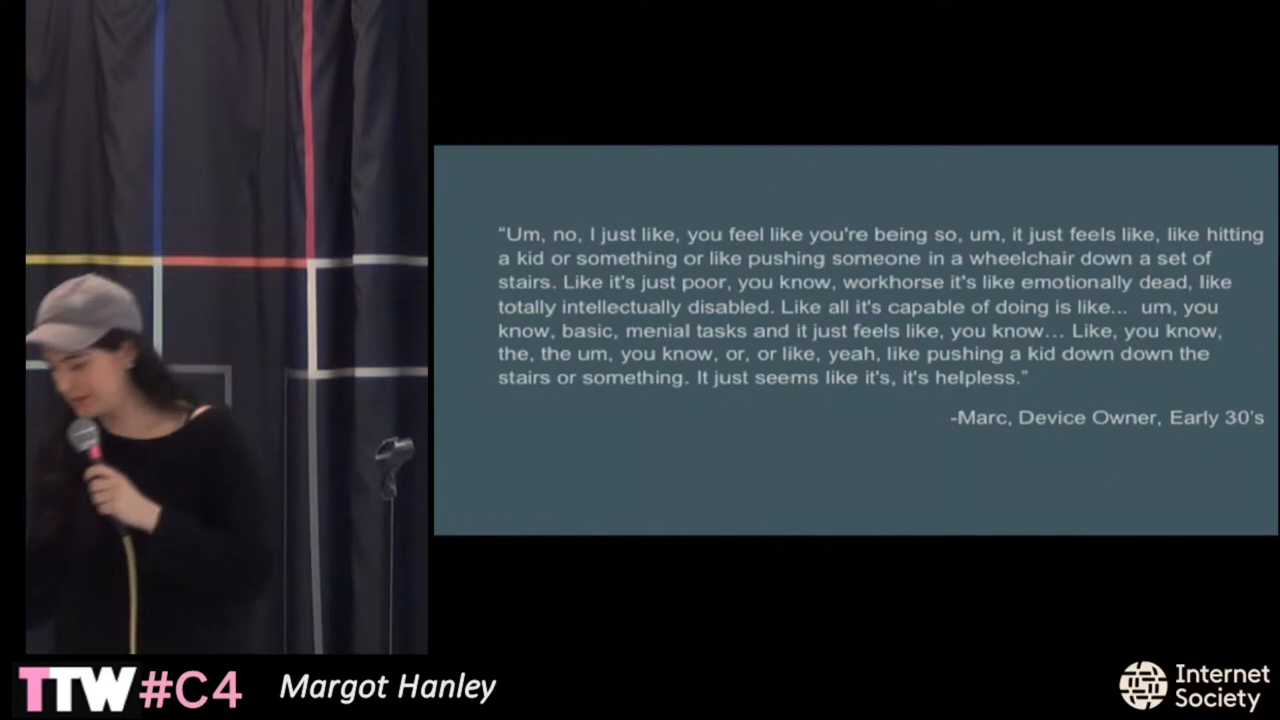 “Um, no, I just like, you feel like you're being so, um, it just feels like, like hitting
a kid or something or like pushing someone in a wheelchair down a set of
stairs. Like it's just poor, you know, workhorse it's like emotionally dead, like
totally intellectually disabled. Like all it's capable of doing is like... um, you
know, basic, menial tasks and it just feels like, you know... Like, you know,
the, the um, you know, or, or like, yeah, like pushing a kid down down the
stairs or something. It just seems like it's, it's helpless.”
-Marc, Device Owner, Early 30's
TTW#C4 Margot Hanley
Internet
Society